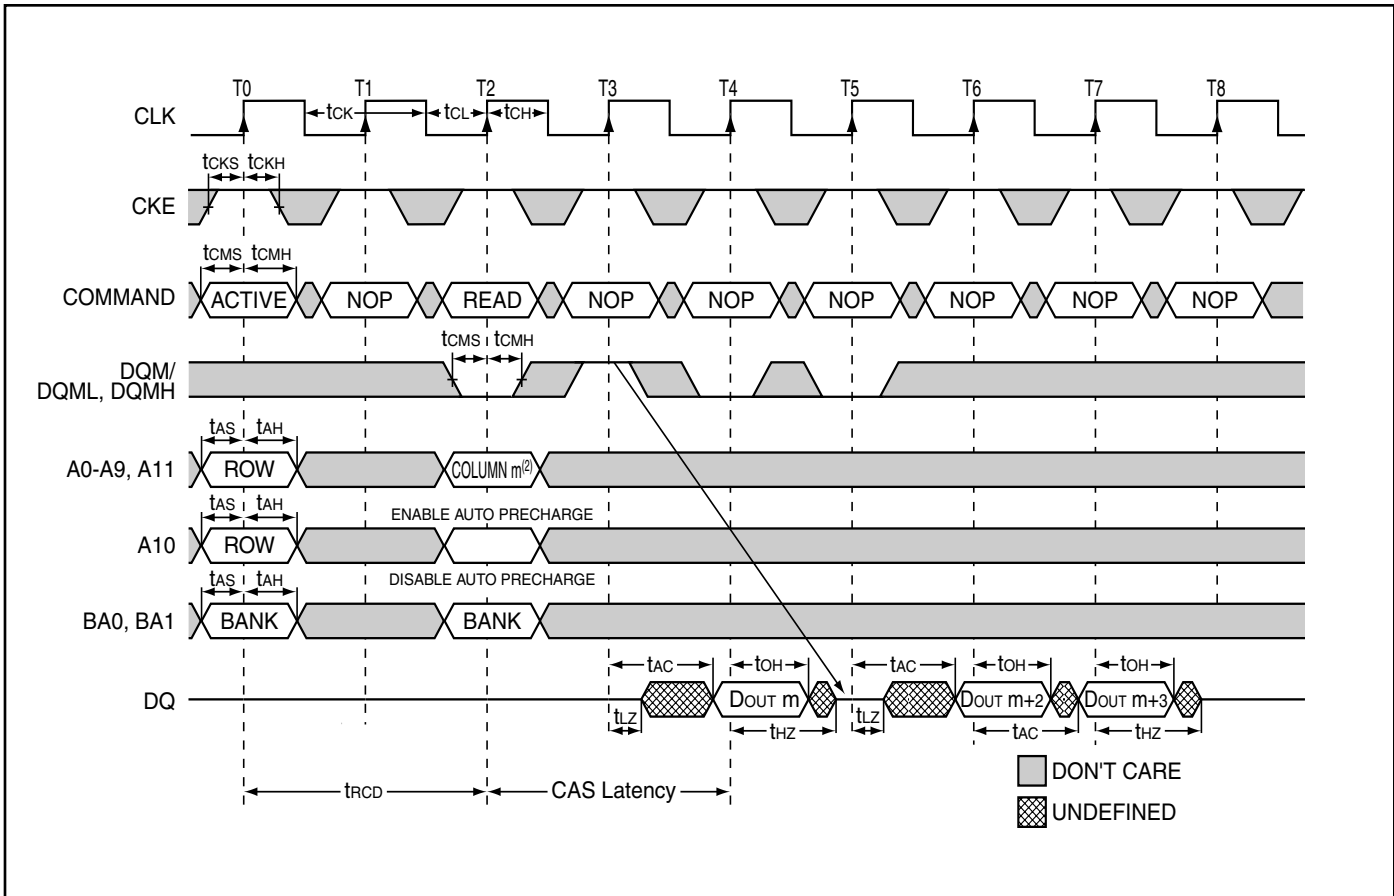 T0 T1 T2 T3 T4 T5 T6 T7 T8
CLK tCK tCL tCH
tCKS tCKH
CKE
tCMS tCMH
COMMAND ACTIVE NOP READ NOP NOP NOP NOP NOP NOP
tCMS tCMH
DQM/
DQML, DQMH
tAS tAH
A0-A9, A11 ROW COLUMN m(2)
tAS tAH ENABLE AUTO PRECHARGE
A10 ROW
tAS tAH DISABLE AUTO PRECHARGE
BA0, BA1 BANK BANK
tAC tOH tAC tOH tOH
DQ DOUT m DOUT m+2 DOUT m+3
tLZ tHZ tLZ tAC tHZ
DON'T CARE
tRCD CAS Latency
UNDEFINED